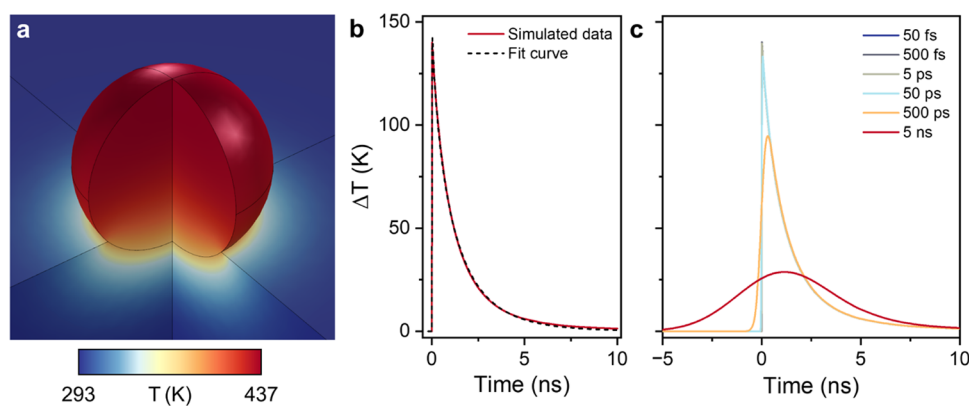 a
293 T (K) 437
b
Simulated data
Fit curve
150
100
50
0
ΔT (K)
0 5 10
Time (ns)
c
50 fs
500 fs
5 ps
50 ps
500 ps
5 ns
−5 0 5 10
Time (ns)